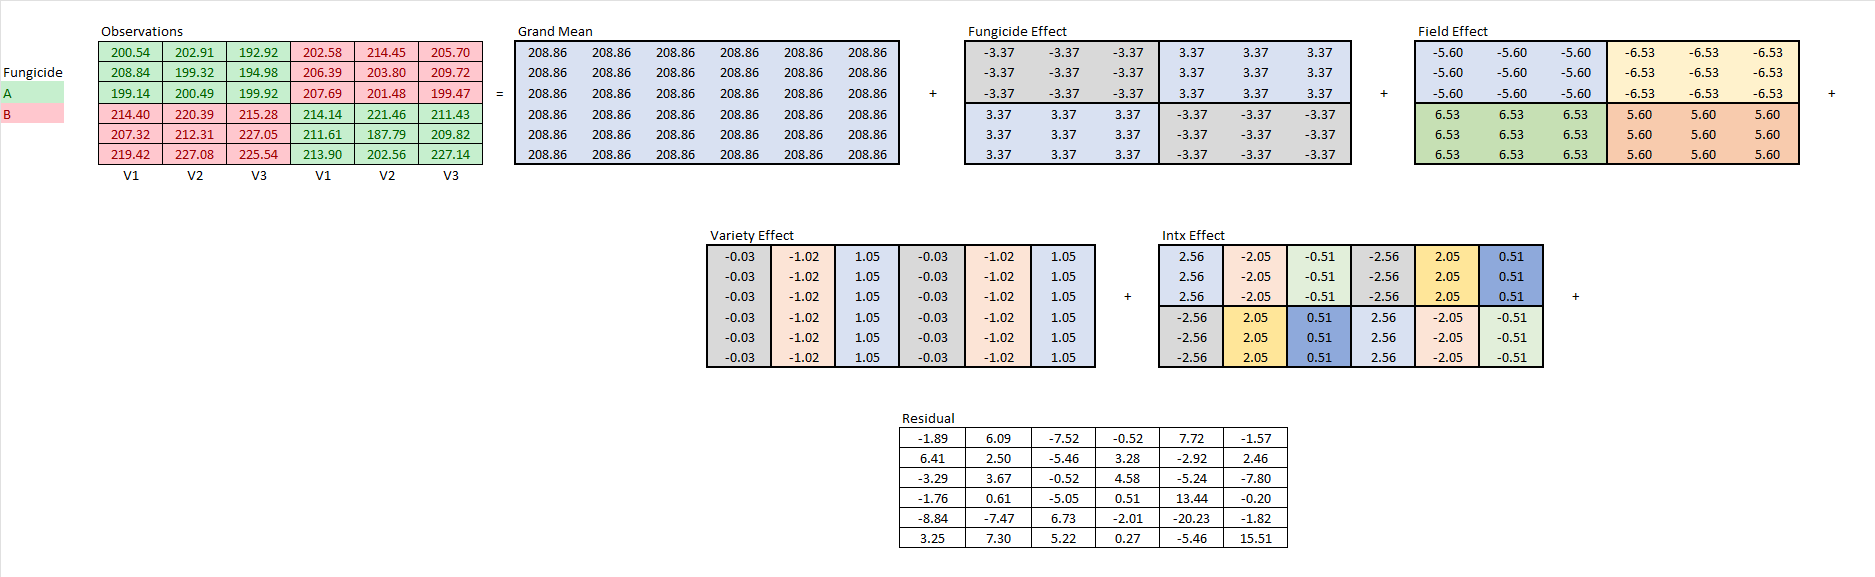 Observations Grand Mean Fungicide Effect Field Effect
200.54 202.91 192.92 202.58 214.45 205.70 208.86 208.86 208.86 208.86 208.86 208.86 -3.37 -3.37 -3.37 3.37 3.37 3.37 -5.60 -5.60 -5.60 -6.53 -6.53 -6.53
Fungicide 208.84 199.32 194.98 206.39 203.80 209.72 208.86 208.86 208.86 208.86 208.86 208.86 -3.37 -3.37 -3.37 3.37 3.37 3.37 -5.60 -5.60 -5.60 -6.53 -6.53 -6.53
A 199.14 200.49 199.92 207.69 201.48 199.47 = 208.86 208.86 208.86 208.86 208.86 208.86 + -3.37 -3.37 -3.37 3.37 3.37 3.37 + -5.60 -5.60 -5.60 -6.53 -6.53 -6.53 +
B 214.40 220.39 215.28 214.14 221.46 211.43 208.86 208.86 208.86 208.86 208.86 208.86 3.37 3.37 3.37 -3.37 -3.37 -3.37 6.53 6.53 6.53 5.60 5.60 5.60
207.32 212.31 227.05 211.61 187.79 209.82 208.86 208.86 208.86 208.86 208.86 208.86 3.37 3.37 3.37 -3.37 -3.37 -3.37 6.53 6.53 6.53 5.60 5.60 5.60
219.42 227.08 225.54 213.90 202.56 227.14 208.86 208.86 208.86 208.86 208.86 208.86 3.37 3.37 3.37 -3.37 -3.37 -3.37 6.53 6.53 6.53 5.60 5.60 5.60
V1 V2 V3 V1 V2 V3
Variety Effect Intx Effect
-0.03 -1.02 1.05 -0.03 -1.02 1.05 2.56 -2.05 -0.51 -2.56 2.05 0.51
-0.03 -1.02 1.05 -0.03 -1.02 1.05 2.56 -2.05 -0.51 -2.56 2.05 0.51
-0.03 -1.02 1.05 -0.03 -1.02 1.05 + 2.56 -2.05 -0.51 -2.56 2.05 0.51 +
-0.03 -1.02 1.05 -0.03 -1.02 1.05 -2.56 2.05 0.51 2.56 -2.05 -0.51
-0.03 -1.02 1.05 -0.03 -1.02 1.05 -2.56 2.05 0.51 2.56 -2.05 -0.51
-0.03 -1.02 1.05 -0.03 -1.02 1.05 -2.56 2.05 0.51 2.56 -2.05 -0.51
Residual
-1.89 6.09 -7.52 -0.52 7.72 -1.57
6.41 2.50 -5.46 3.28 -2.92 2.46
-3.29 3.67 -0.52 4.58 -5.24 -7.80
-1.76 0.61 -5.05 0.51 13.44 -0.20
-8.84 -7.47 6.73 -2.01 -20.23 -1.82
3.25 7.30 5.22 0.27 -5.46 15.51